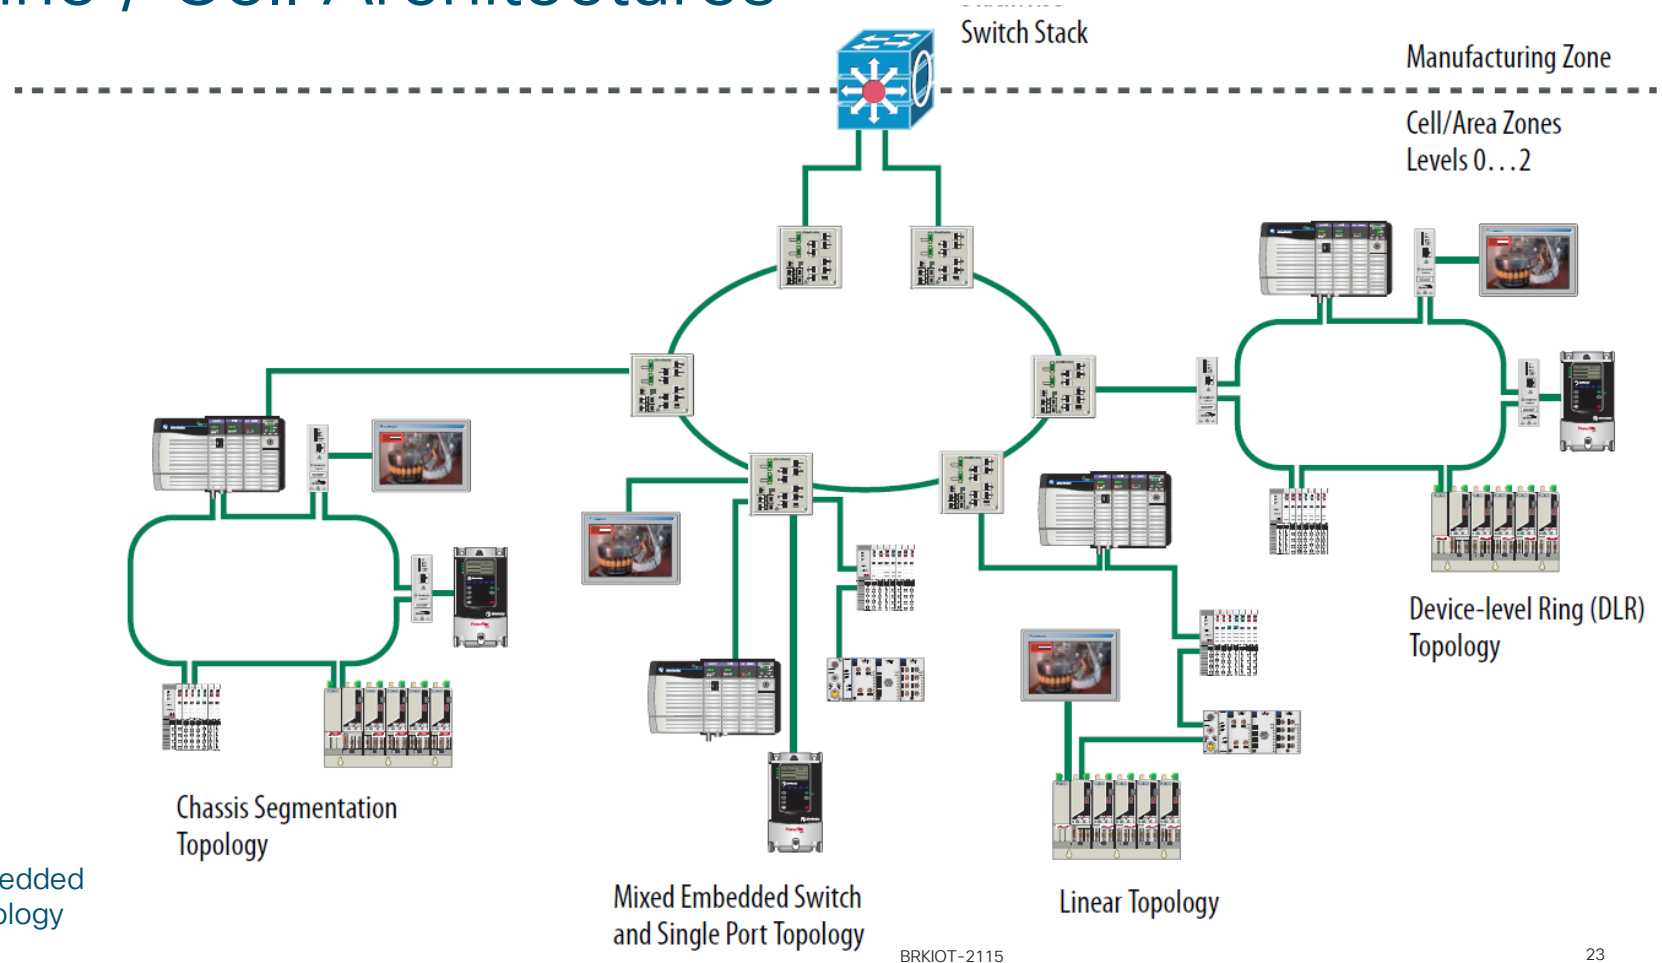 Architectures
Switch Stack
Manufacturing Zone
Cell/Area Zones
Levels 0…2
Device-level Ring (DLR)
Topology
Chassis Segmentation
Topology
edded
ology
Mixed Embedded Switch
and Single Port Topology
Linear Topology
BRKIOT-2115
23